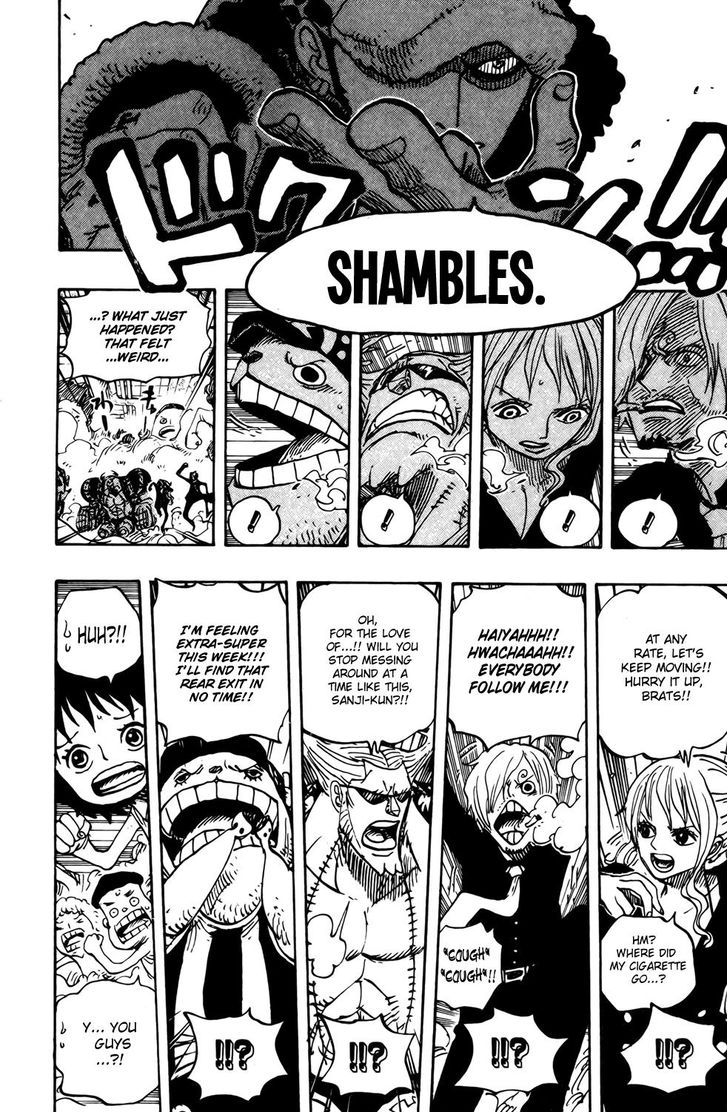 ドクン
SHAMBLES.
!
!
!
!
...? WHAT JUST
HAPPENED?
THAT FELT
...WEIRD...
AT ANY
RATE, LET'S
KEEP MOVING!!
HURRY IT UP,
BRATS!!
HM?
WHERE DID
MY CIGARETTE
GO...?
!!?
HAIYAHHH!!
HWACHAAAHH!!
EVERYBODY
FOLLOW ME!!!
*COUGH*
*COUGH*!!
!!?
OH,
FOR THE LOVE
OF...!! WILL YOU
STOP MESSING
AROUND AT A
TIME LIKE THIS,
SANJI-KUN?!!
!!?
I'M FEELING
EXTRA-SUPER
THIS WEEK!!!
I'LL FIND THAT
REAR EXIT IN
NO TIME!!
!!?
HUH?!!
Y... YOU
GUYS
...?!